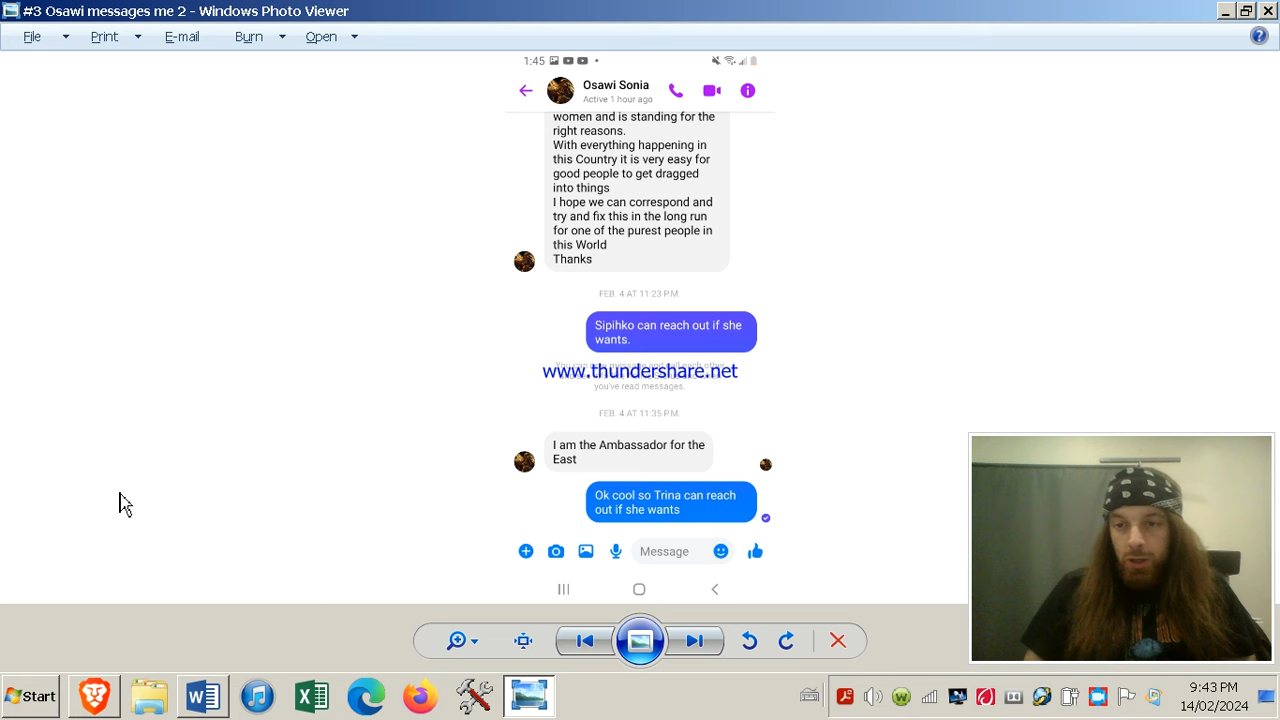 #3 Osawi messages me 2 - Windows Photo Viewer
File Print E-mail Burn Open
1:45
Osawi Sonia
Active 1 hour ago
women and is standing for the
right reasons.
With everything happening in
this Country it is very easy for
good people to get dragged
into things
I hope we can correspond and
try and fix this in the long run
for one of the purest people in
this World
Thanks
FEB. 4 AT 11:23 P.M.
Sipihko can reach out if she
wants.
www.thundershare.net
you've read messages.
FEB. 4 AT 11:35 P.M.
I am the Ambassador for the
East
Ok cool so Trina can reach
out if she wants
Message
Start
9:43 PM
14/02/2024